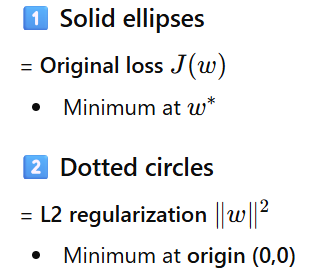 1️⃣ Solid ellipses
= Original loss J(w)
• Minimum at w*
2️⃣ Dotted circles
= L2 regularization ||w||²
• Minimum at origin (0,0)